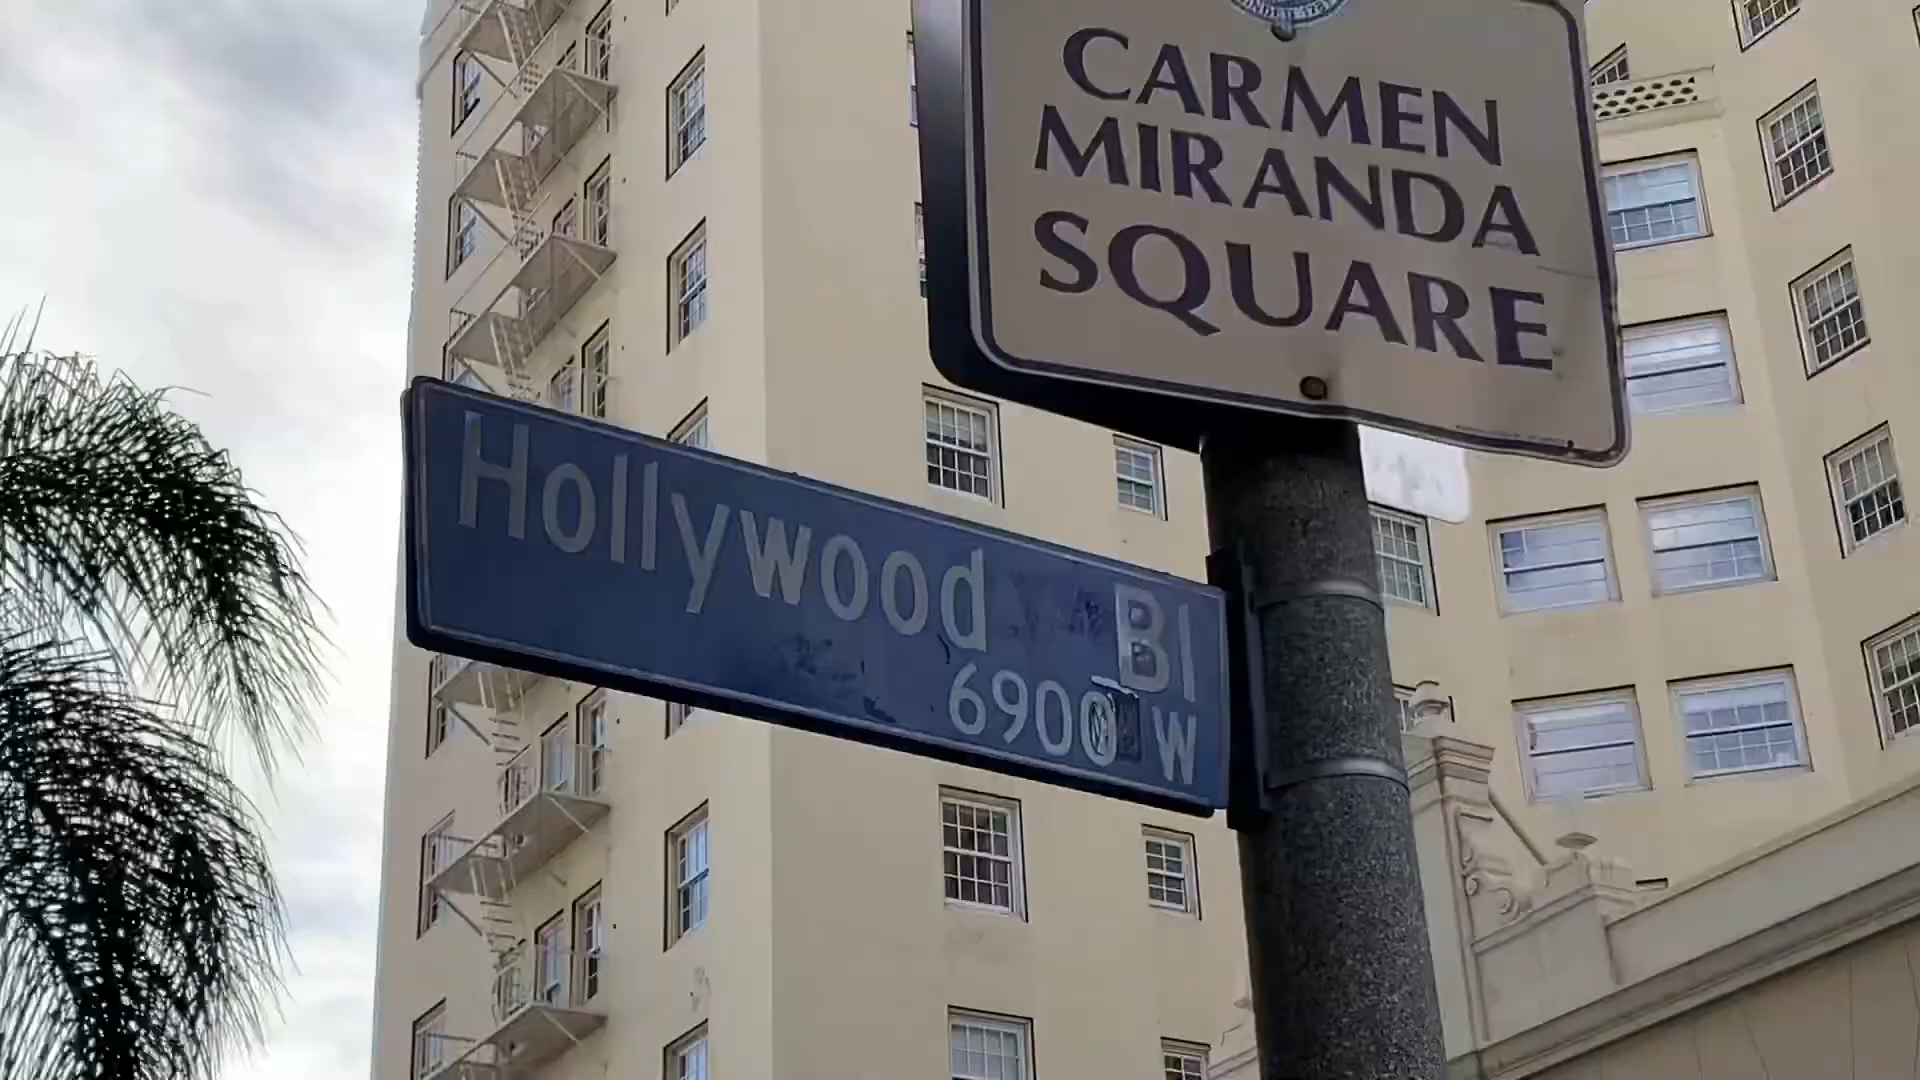 CARMEN
MIRANDA
SQUARE
Hollywood Bl
6900 W